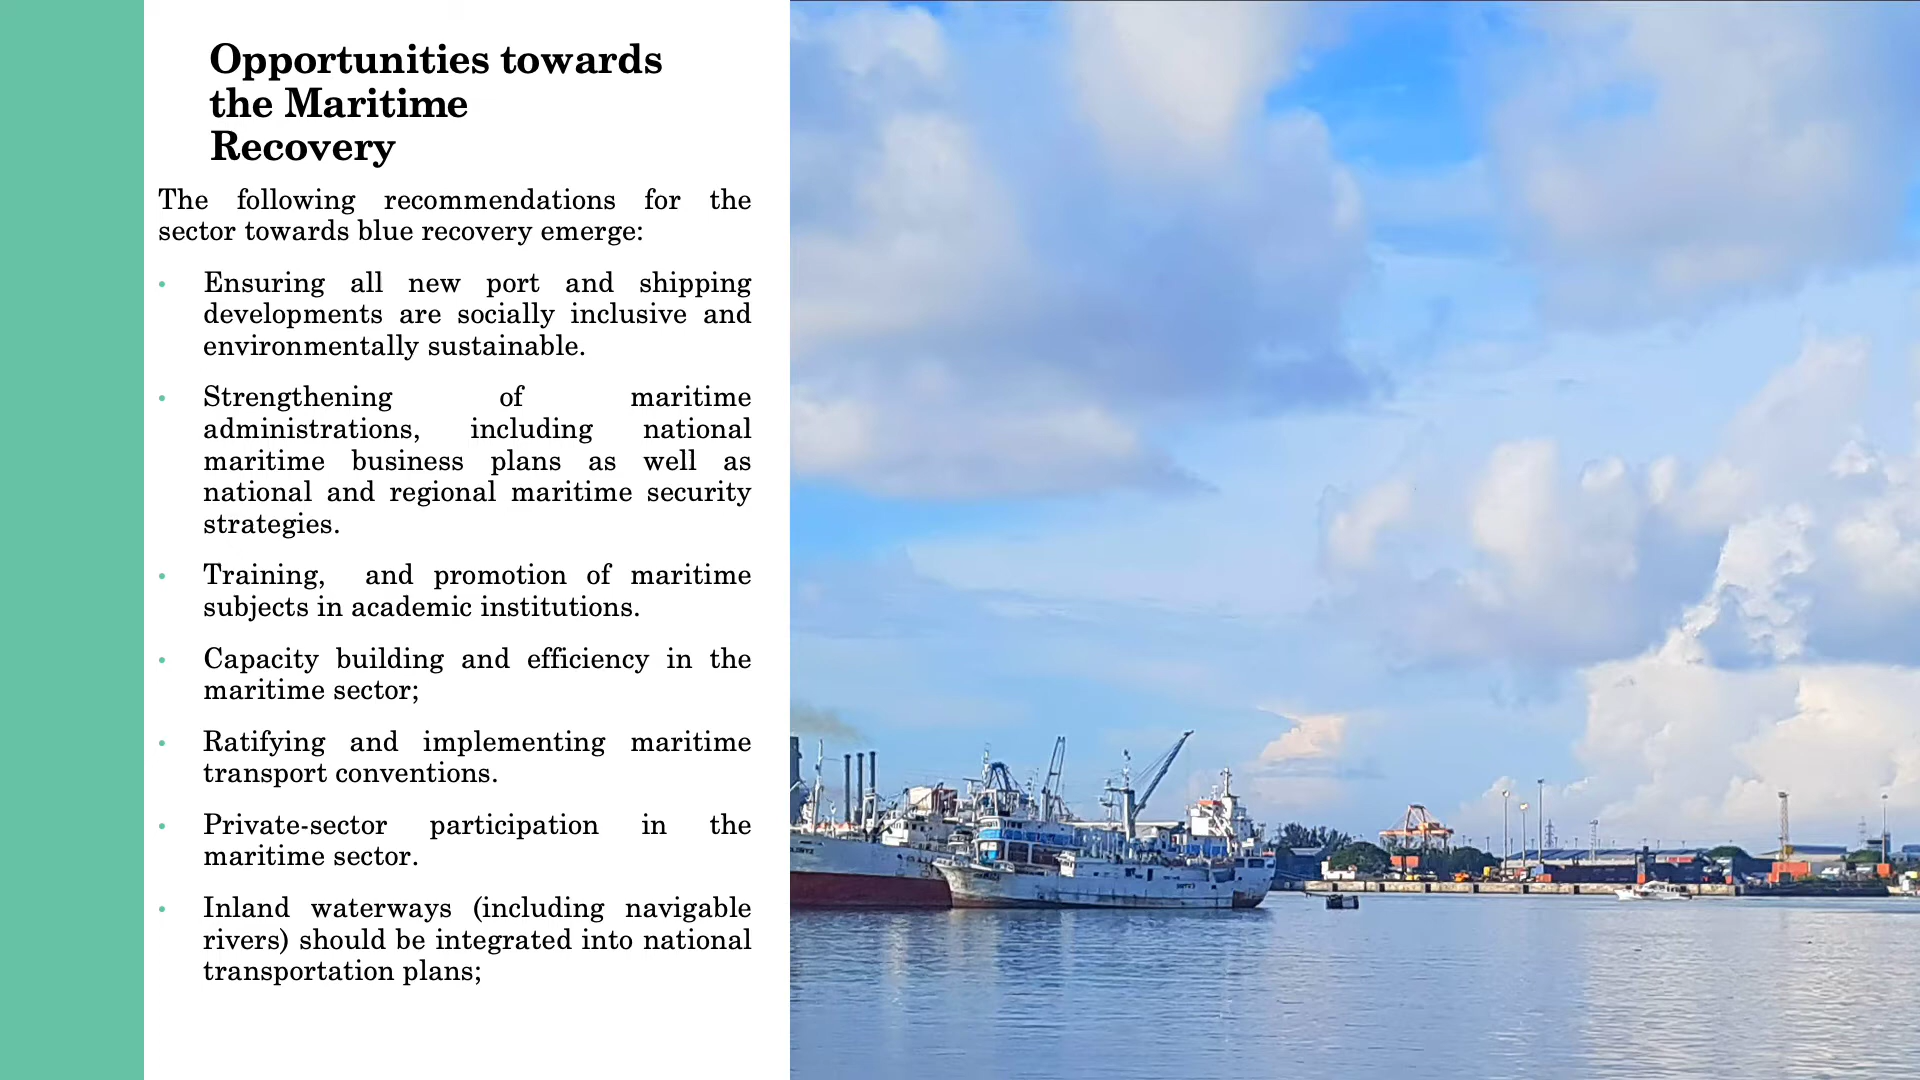 Opportunities towards
the Maritime
Recovery
The following recommendations for the
sector towards blue recovery emerge:
• Ensuring all new port and shipping
developments are socially inclusive and
environmentally sustainable.
• Strengthening of maritime
administrations, including national
maritime business plans as well as
national and regional maritime security
strategies.
• Training, and promotion of maritime
subjects in academic institutions.
• Capacity building and efficiency in the
maritime sector;
• Ratifying and implementing maritime
transport conventions.
• Private-sector participation in the
maritime sector.
• Inland waterways (including navigable
rivers) should be integrated into national
transportation plans;